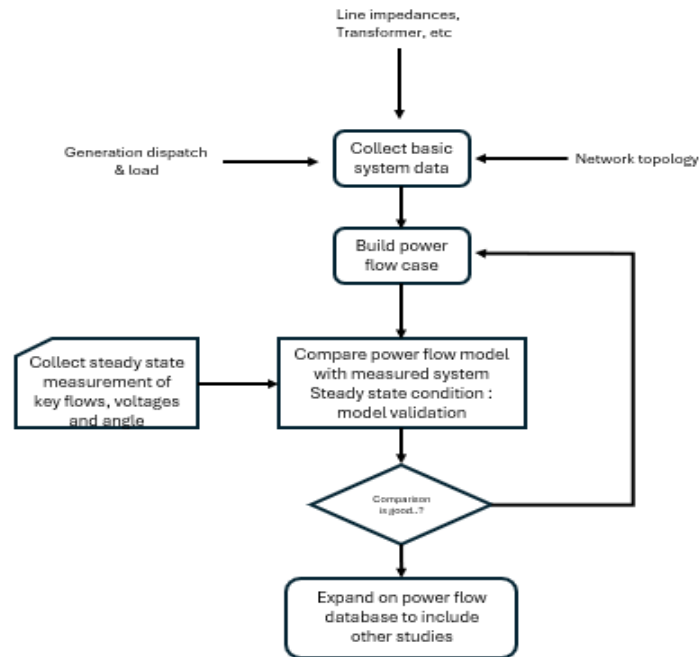 Line impedances,
Transformer, etc
Generation dispatch
& load
Collect basic
system data
Network topology
Build power
flow case
Collect steady state
measurement of
key flows, voltages
and angle
Compare power flow model
with measured system
Steady state condition :
model validation
Comparison
is good..?
Expand on power flow
database to include
other studies